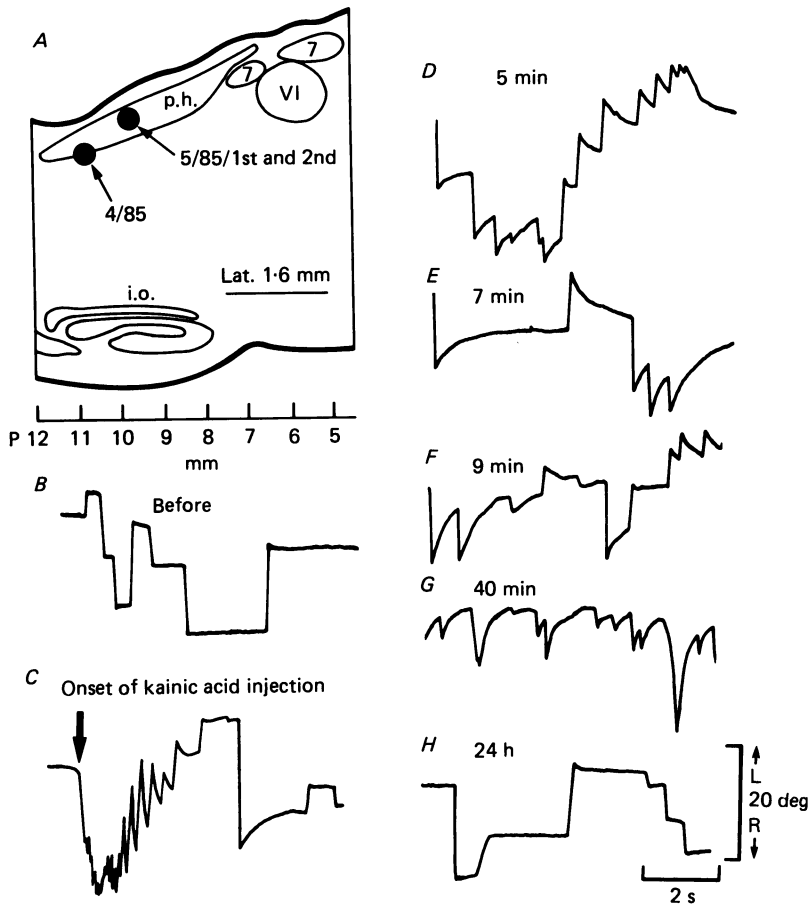 A
7
7
VI
p.h.
5/85/1st and 2nd
4/85
Lat. 1·6 mm
i.o.
P 12 11 10 9 8 7 6 5
mm
B
Before
C
Onset of kainic acid injection
D
5 min
E
7 min
F
9 min
G
40 min
H
24 h
L
20 deg
R
2 s